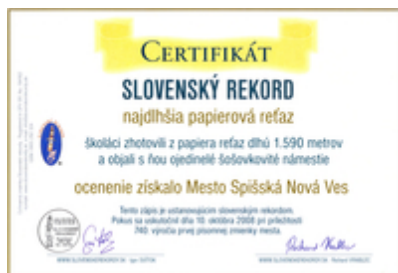 CERTIFIKÁT
SLOVENSKÝ REKORD
najdlhšia papierová reťaz
školáci zhotovili z papiera reťaz dlhú 1.590 metrov
a objali s ňou ojedinelé šošovkovité námestie
ocenenie získalo Mesto Spišská Nová Ves
Tento zápis je ustanovujúcim slovenským rekordom.
Pokus sa uskutočnil dňa 10. októbra 2008 pri príležitosti
740. výročia prvej písomnej zmienky mesta.